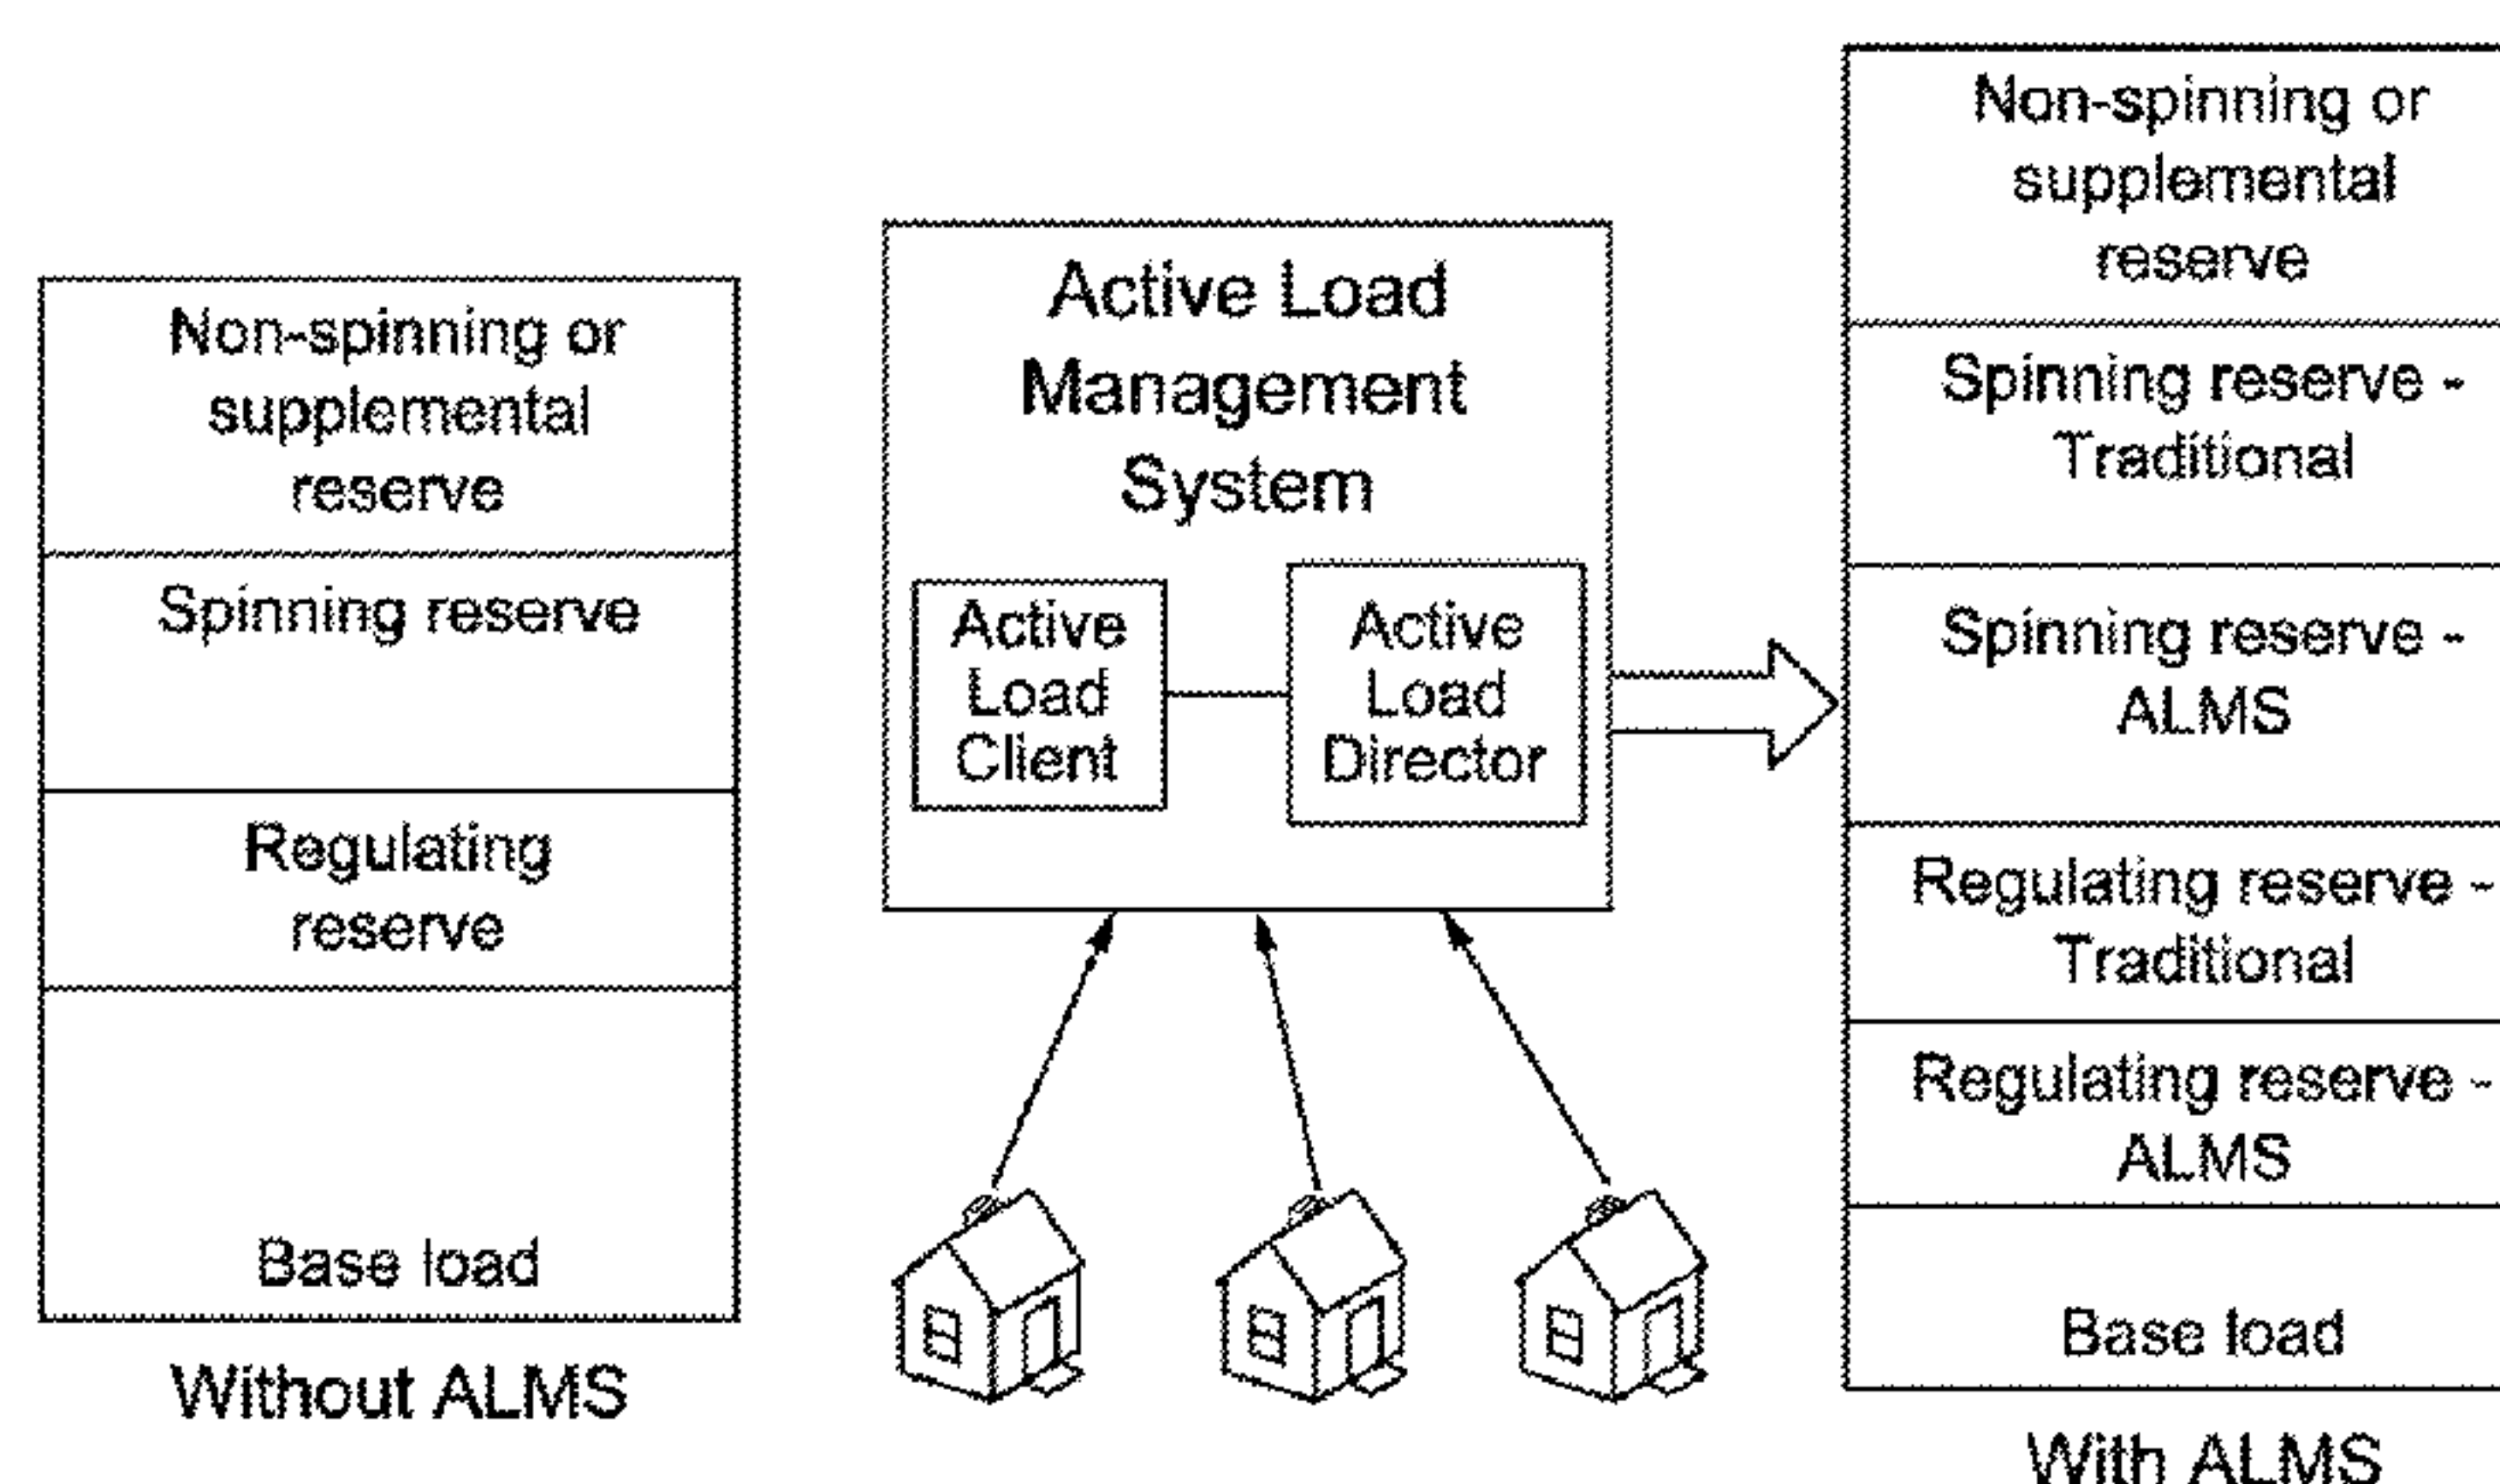 Non-spinning or
supplemental
reserve
Spinning reserve
Regulating
reserve
Base load
Without ALMS
Active Load
Management
System
Active
Load
Client
Active
Load
Director
Non-spinning or
supplemental
reserve
Spinning reserve -
Traditional
Spinning reserve -
ALMS
Regulating reserve -
Traditional
Regulating reserve -
ALMS
Base load
With ALMS